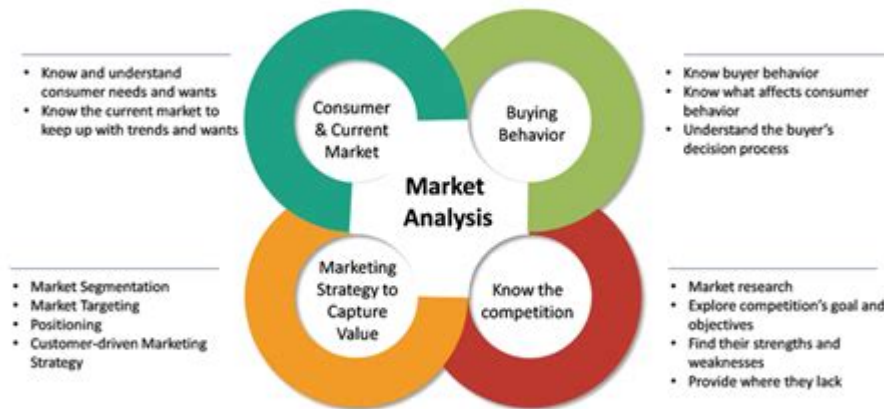 • Know and understand
consumer needs and wants
• Know the current market to
keep up with trends and wants
Consumer
& Current
Market
Buying
Behavior
• Know buyer behavior
• Know what affects consumer
behavior
• Understand the buyer's
decision process
Market
Analysis
• Market Segmentation
• Market Targeting
• Positioning
• Customer-driven Marketing
Strategy
Marketing
Strategy to
Capture
Value
Know the
competition
• Market research
• Explore competition's goal and
objectives
• Find their strengths and
weaknesses
• Provide where they lack